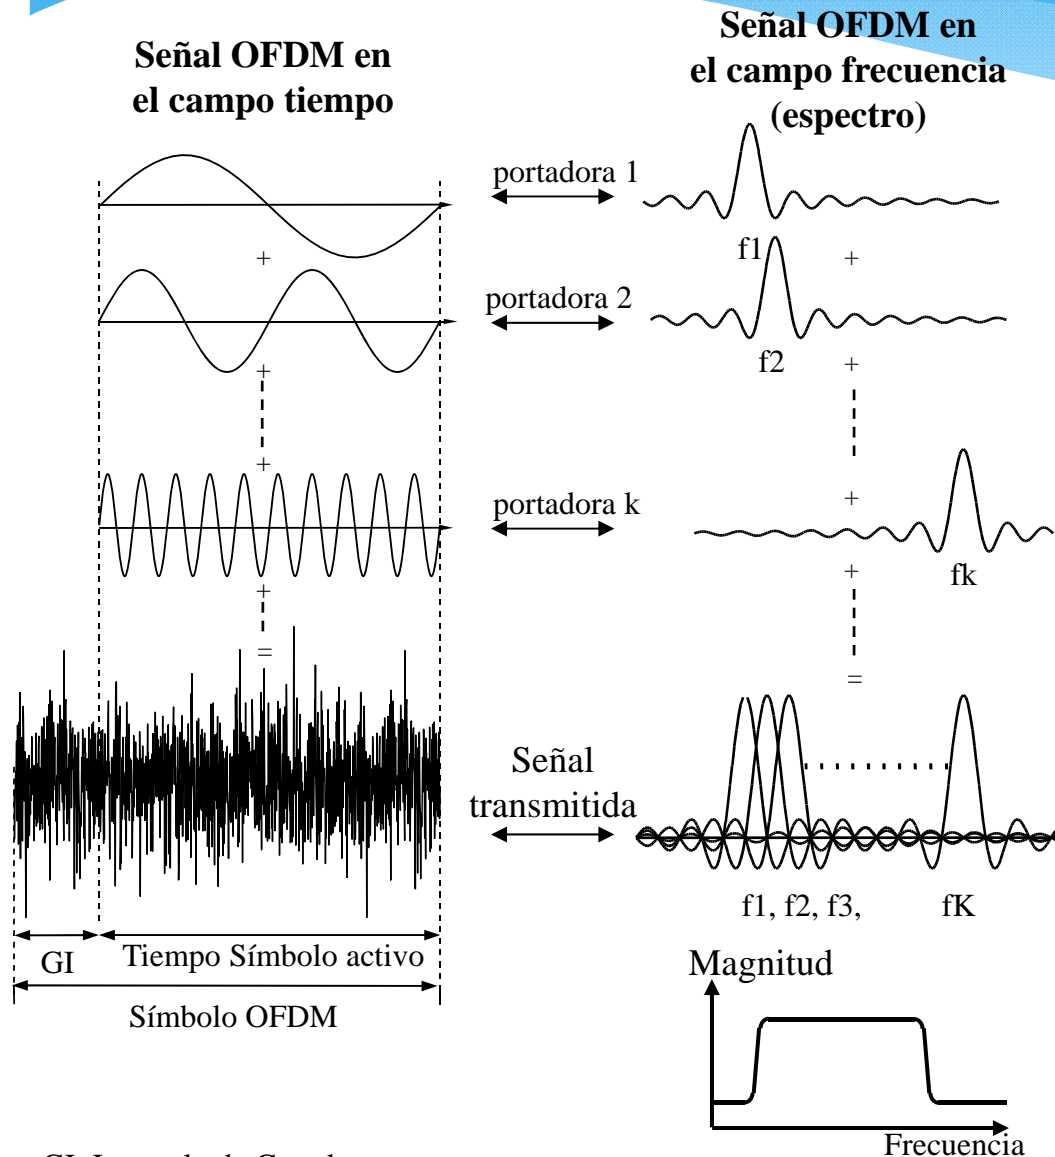 Señal OFDM en
el campo tiempo
Señal OFDM en
el campo frecuencia
(espectro)
portadora 1
f1
+
+
portadora 2
f2
+
+
+
portadora k
+
fk
+
+
=
=
Señal
transmitida
f1, f2, f3,
fK
GI
Tiempo Símbolo activo
Símbolo OFDM
Magnitud
Frecuencia